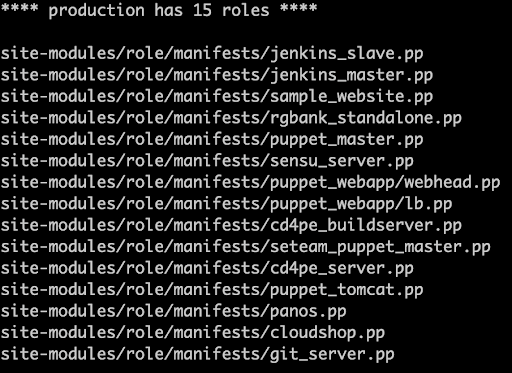 **** production has 15 roles ****
site-modules/role/manifests/jenkins_slave.pp
site-modules/role/manifests/jenkins_master.pp
site-modules/role/manifests/sample_website.pp
site-modules/role/manifests/rgbank_standalone.pp
site-modules/role/manifests/puppet_master.pp
site-modules/role/manifests/sensu_server.pp
site-modules/role/manifests/puppet_webapp/webhead.pp
site-modules/role/manifests/puppet_webapp/lb.pp
site-modules/role/manifests/cd4pe_buildserver.pp
site-modules/role/manifests/seteam_puppet_master.pp
site-modules/role/manifests/cd4pe_server.pp
site-modules/role/manifests/puppet_tomcat.pp
site-modules/role/manifests/panos.pp
site-modules/role/manifests/cloudshop.pp
site-modules/role/manifests/git_server.pp